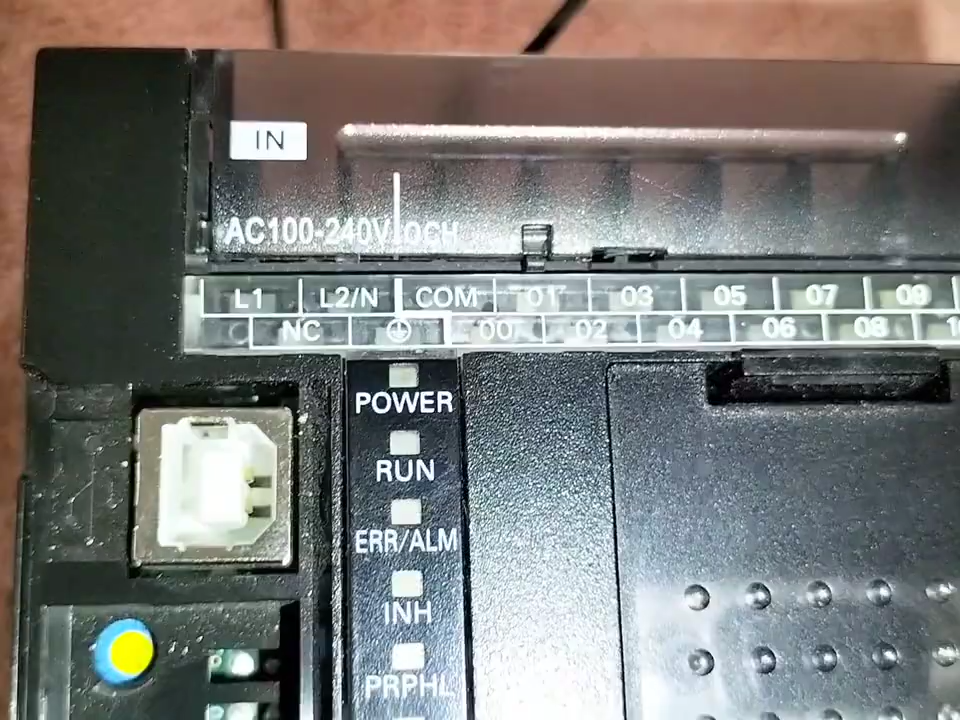 IN
AC100-240V 0CH
L1 L2/N COM 01 03 05 07 09
NC 00 02 04 06 08 10
POWER
RUN
ERR/ALM
INH
PRPHL